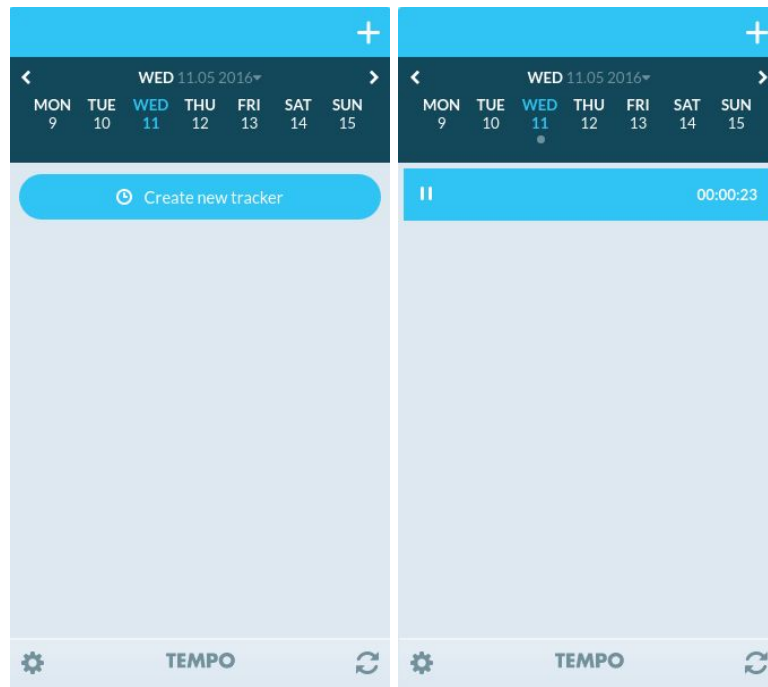 WED 11.05 2016
MON TUE WED THU FRI SAT SUN
9 10 11 12 13 14 15
Create new tracker
TEMPO
WED 11.05 2016
MON TUE WED THU FRI SAT SUN
9 10 11 12 13 14 15
00:00:23
TEMPO